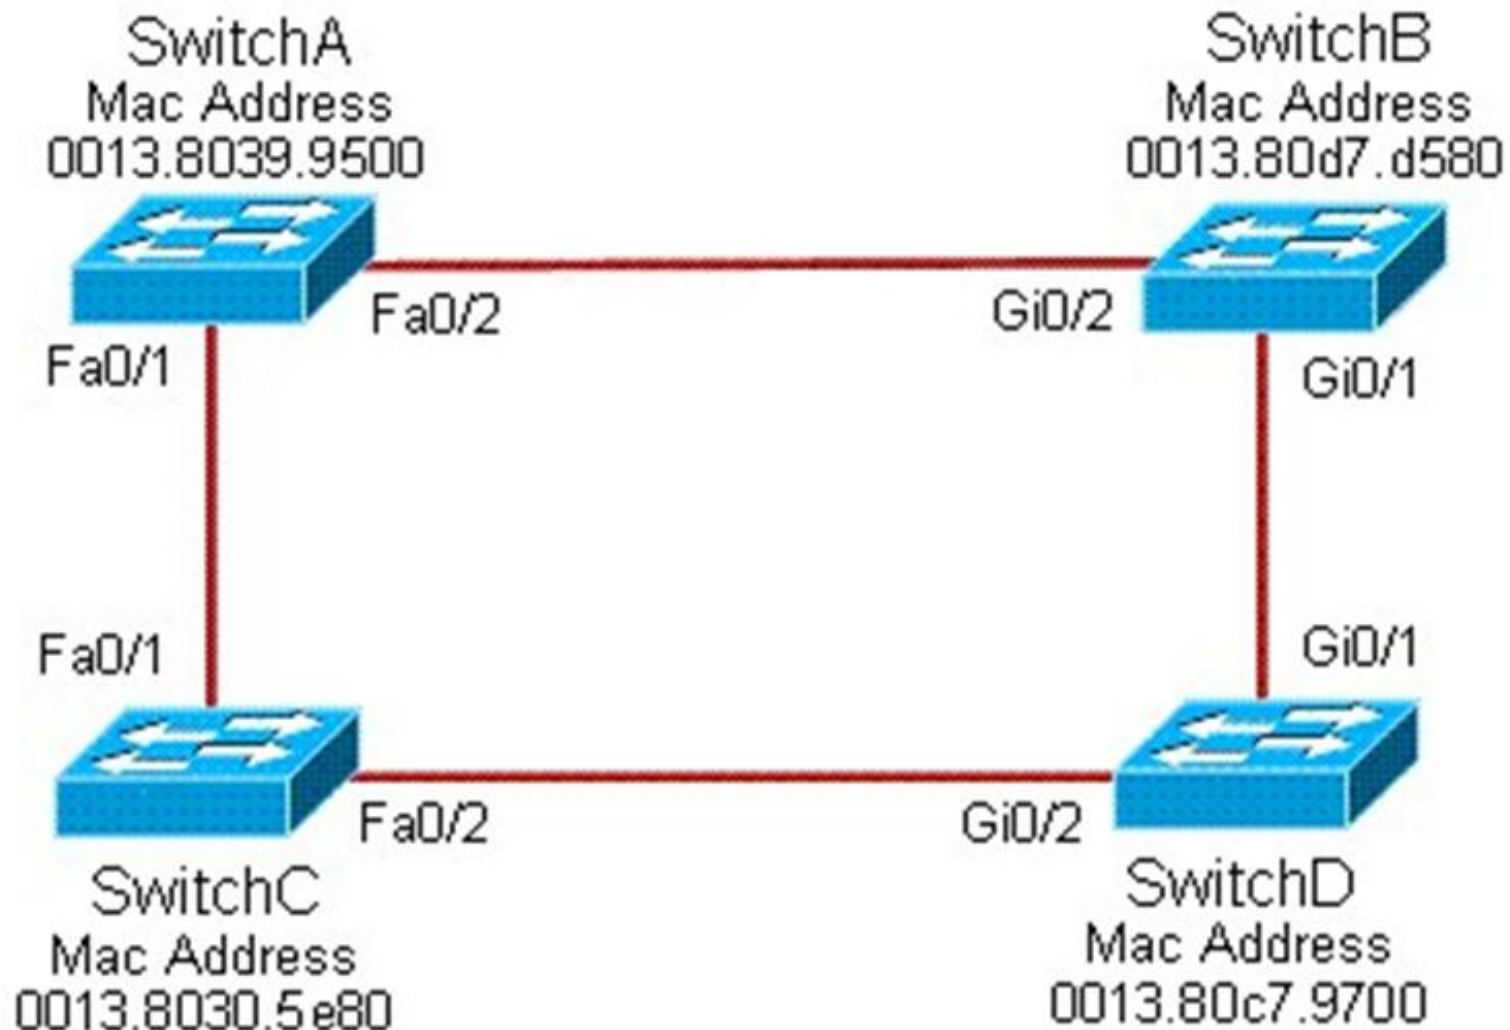 SwitchA
Mac Address
0013.8039.9500
SwitchB
Mac Address
0013.80d7.d580
Fa0/2
Gi0/2
Fa0/1
Gi0/1
Fa0/1
Gi0/1
Fa0/2
Gi0/2
SwitchC
Mac Address
0013.8030.5e80
SwitchD
Mac Address
0013.80c7.9700